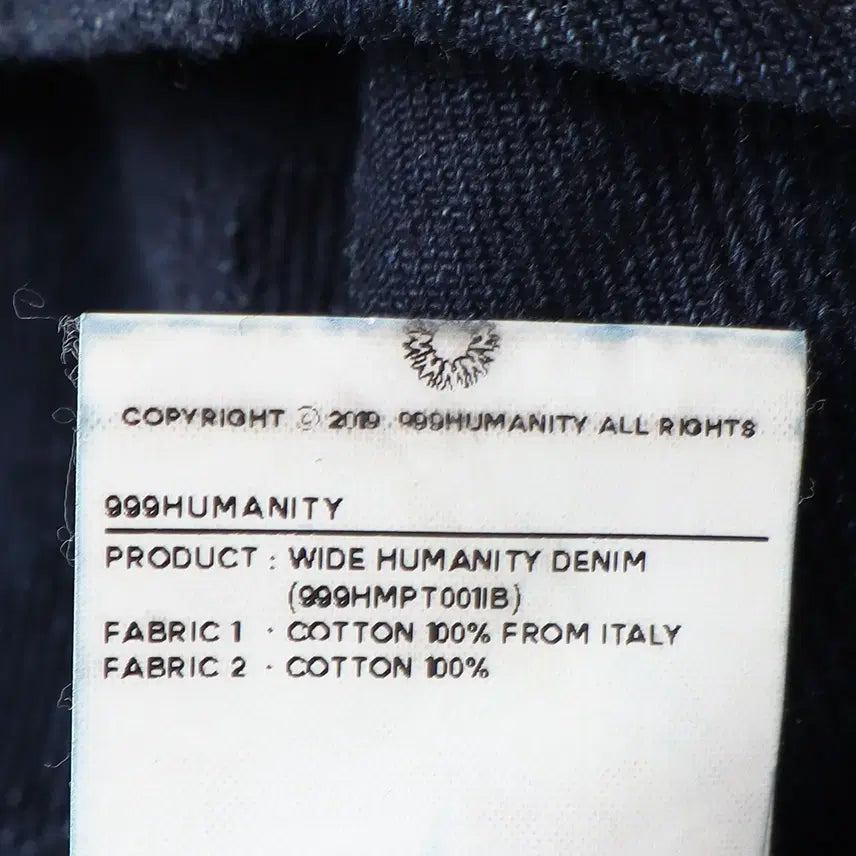 COPYRIGHT © 2019 999HUMANITY ALL RIGHTS
999HUMANITY
PRODUCT : WIDE HUMANITY DENIM
(999HMPT001IB)
FABRIC 1 · COTTON 100% FROM ITALY
FABRIC 2 · COTTON 100%